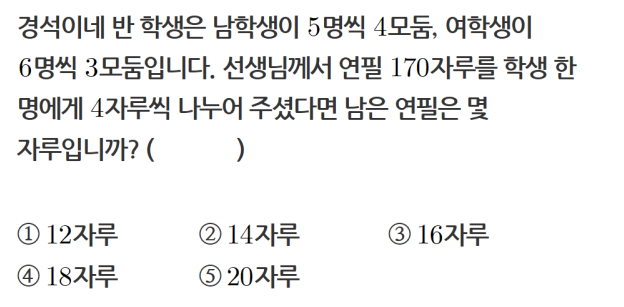 경석이네 반 학생은 남학생이 5명씩 4모둠, 여학생이
6명씩 3모둠입니다. 선생님께서 연필 170자루를 학생 한
명에게 4자루씩 나누어 주셨다면 남은 연필은 몇
자루입니까? (          )
① 12자루 ② 14자루 ③ 16자루
④ 18자루 ⑤ 20자루